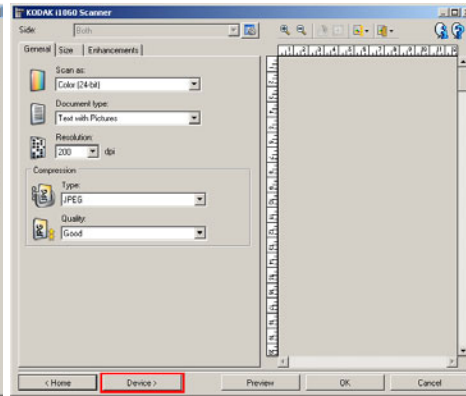 KODAK i1860 Scanner
Side: Both
General Size Enhancements
Scan as:
Color (24-bit)
Document type:
Text with Pictures
Resolution:
200 dpi
Compression
Type:
JPEG
Quality:
Good
< Home Device > Preview OK Cancel